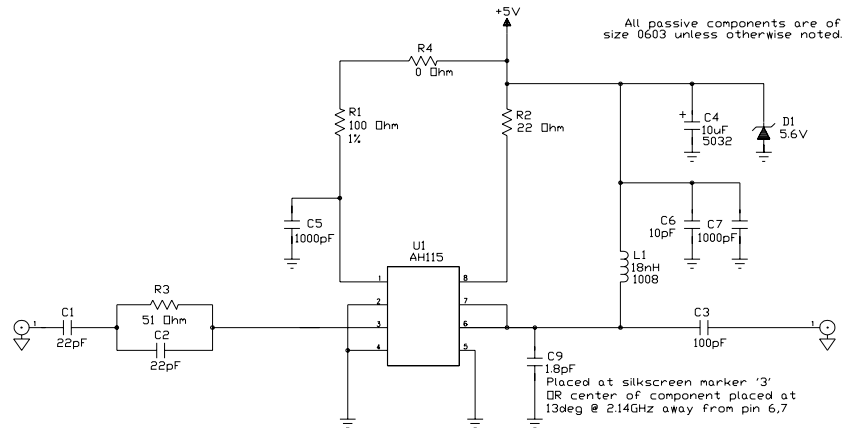 +5V
All passive components are of
size 0603 unless otherwise noted.
R4
0 Ohm
R1
100 Ohm
1%
R2
22 Ohm
+
C4
10uF
5032
D1
5.6V
C5
1000pF
C6
10pF
C7
1000pF
U1
AH115
L1
18nH
1008
1
8
2
7
3
6
4
5
R3
51 Ohm
C1
22pF
C2
22pF
1
C3
100pF
1
C9
1.8pF
Placed at silkscreen marker '3'
OR center of component placed at
13deg @ 2.14GHz away from pin 6,7